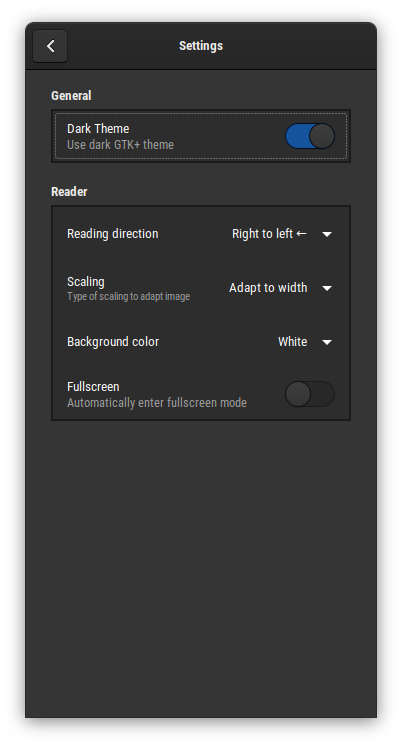 Settings
General
Dark Theme
Use dark GTK+ theme
Reader
Reading direction
Right to left ←
Scaling
Type of scaling to adapt image
Adapt to width
Background color
White
Fullscreen
Automatically enter fullscreen mode